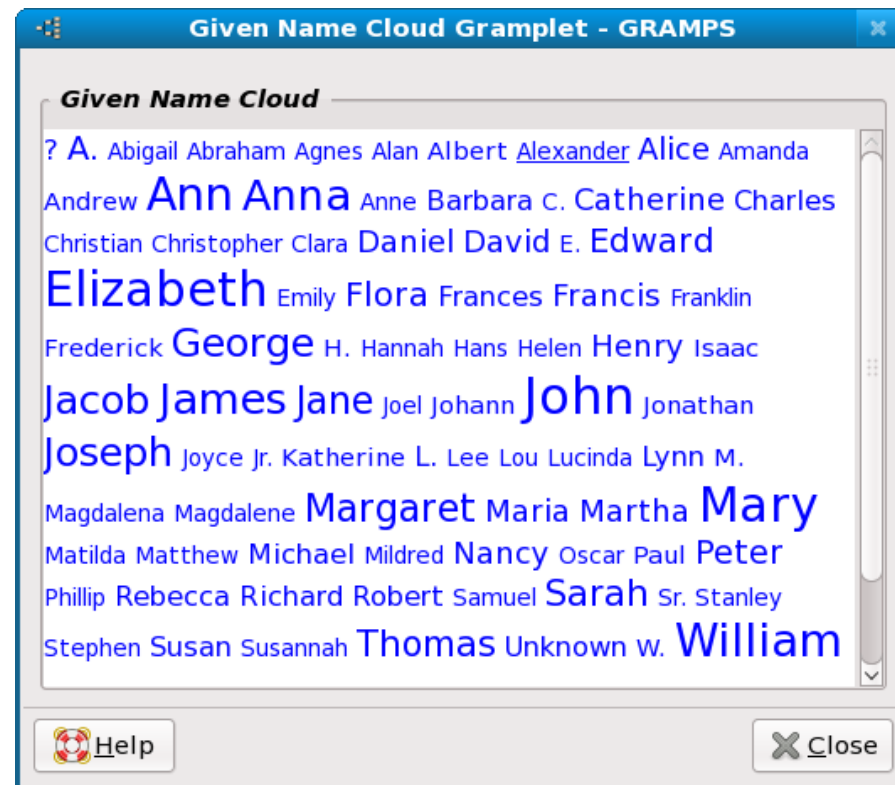 Given Name Cloud Gramplet - GRAMPS
Given Name Cloud
? A. Abigail Abraham Agnes Alan Albert Alexander Alice Amanda
Andrew Ann Anna Anne Barbara C. Catherine Charles
Christian Christopher Clara Daniel David E. Edward
Elizabeth Emily Flora Frances Francis Franklin
Frederick George H. Hannah Hans Helen Henry Isaac
Jacob James Jane Joel Johann John Jonathan
Joseph Joyce Jr. Katherine L. Lee Lou Lucinda Lynn M.
Magdalena Magdalene Margaret Maria Martha Mary
Matilda Matthew Michael Mildred Nancy Oscar Paul Peter
Phillip Rebecca Richard Robert Samuel Sarah Sr. Stanley
Stephen Susan Susannah Thomas Unknown W. William
Help Close